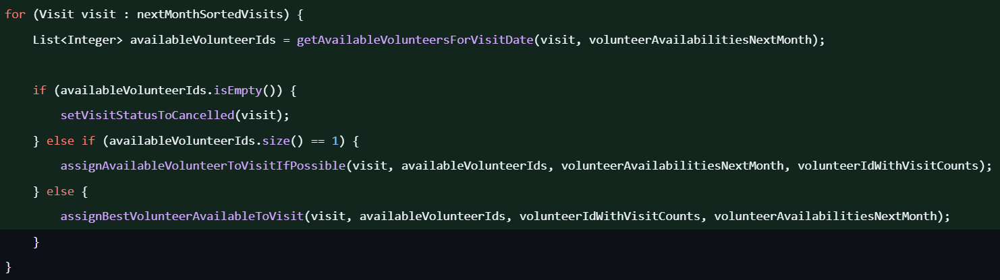 for (Visit visit : nextMonthSortedVisits) {
    List<Integer> availableVolunteerIds = getAvailableVolunteersForVisitDate(visit, volunteerAvailabilitiesNextMonth);

    if (availableVolunteerIds.isEmpty()) {
        setVisitStatusToCancelled(visit);
    } else if (availableVolunteerIds.size() == 1) {
        assignAvailableVolunteerToVisitIfPossible(visit, availableVolunteerIds, volunteerAvailabilitiesNextMonth, volunteerIdWithVisitCounts);
    } else {
        assignBestVolunteerAvailableToVisit(visit, availableVolunteerIds, volunteerIdWithVisitCounts, volunteerAvailabilitiesNextMonth);
    }
}